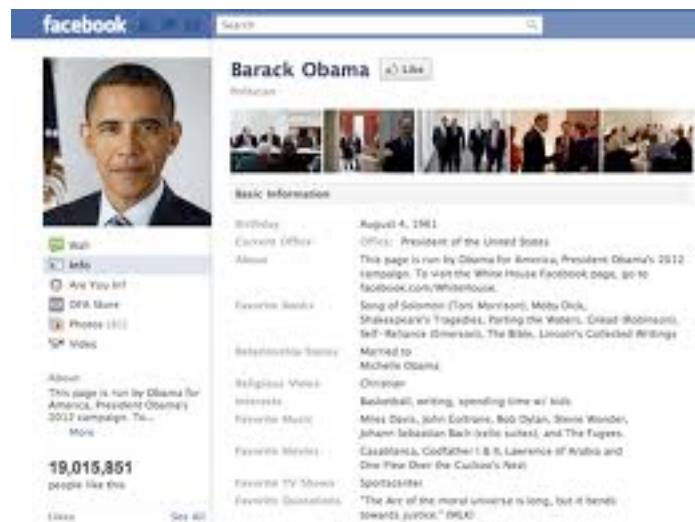 facebook
Search
Barack Obama
Like
Politician
Basic Information
Birthday August 4, 1961
Current Office Office: President of the United States
About This page is run by Obama for America, President Obama's 2012
campaign. To visit the White House Facebook page, go to
facebook.com/WhiteHouse.
Favorite Books Song of Solomon (Toni Morrison), Moby Dick,
Shakespeare's Tragedies, Parting the Waters, Gilead (Robinson),
Self-Reliance (Emerson), The Bible, Lincoln's Collected Writings
Relationship Status Married to
Michelle Obama
Religious Views Christian
Interests Basketball, writing, spending time w/ kids
Favorite Music Miles Davis, John Coltrane, Bob Dylan, Stevie Wonder,
Johann Sebastian Bach (cello suites), and The Fugees
Favorite Movies Casablanca, Godfather I & II, Lawrence of Arabia and
One Flew Over the Cuckoo's Nest
Favorite TV Shows Sportscenter
Favorite Quotations "The Arc of the moral universe is long, but it bends
towards justice." (MLK)
Wall
Info
Are You In?
OFA Store
Photos
Video
About
This page is run by Obama for
America, President Obama's
2012 campaign. To...
More
19,015,851
people like this
Likes See All